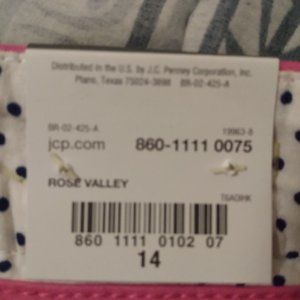 Distributed in the U.S. by J.C. Penney Corporation, Inc.
Plano, Texas 75024-3698 BR-02-425-A
BR-02-425-A 19963-8
jcp.com 860-1111 0075
ROSE VALLEY
860 1111 0102 07
14